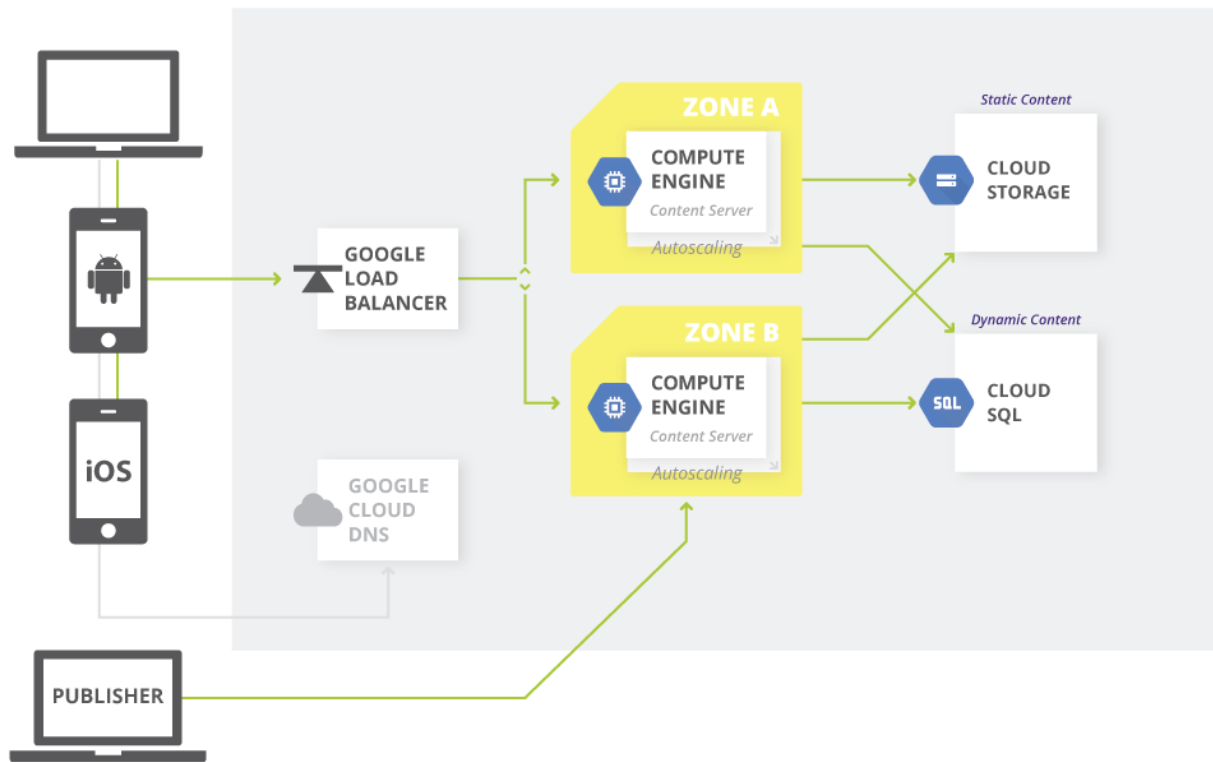 ZONE A
COMPUTE
ENGINE
Content Server
Autoscaling
Static Content
CLOUD
STORAGE
GOOGLE
LOAD
BALANCER
ZONE B
COMPUTE
ENGINE
Content Server
Autoscaling
Dynamic Content
SQL
CLOUD
SQL
iOS
GOOGLE
CLOUD
DNS
PUBLISHER